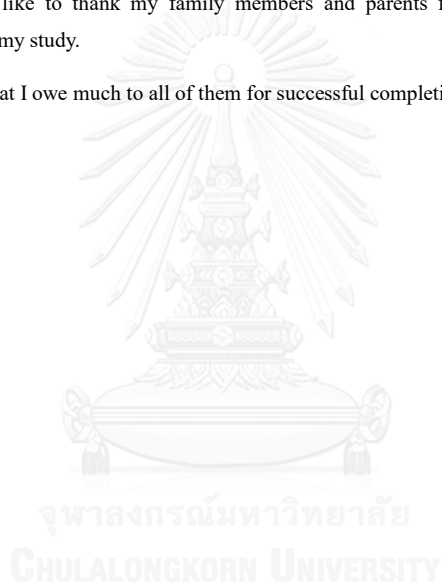 like to thank my family members and parents f
my study.
at I owe much to all of them for successful completi
จุฬาลงกรณ์มหาวิทยาลัย
CHULALONGKORN UNIVERSITY